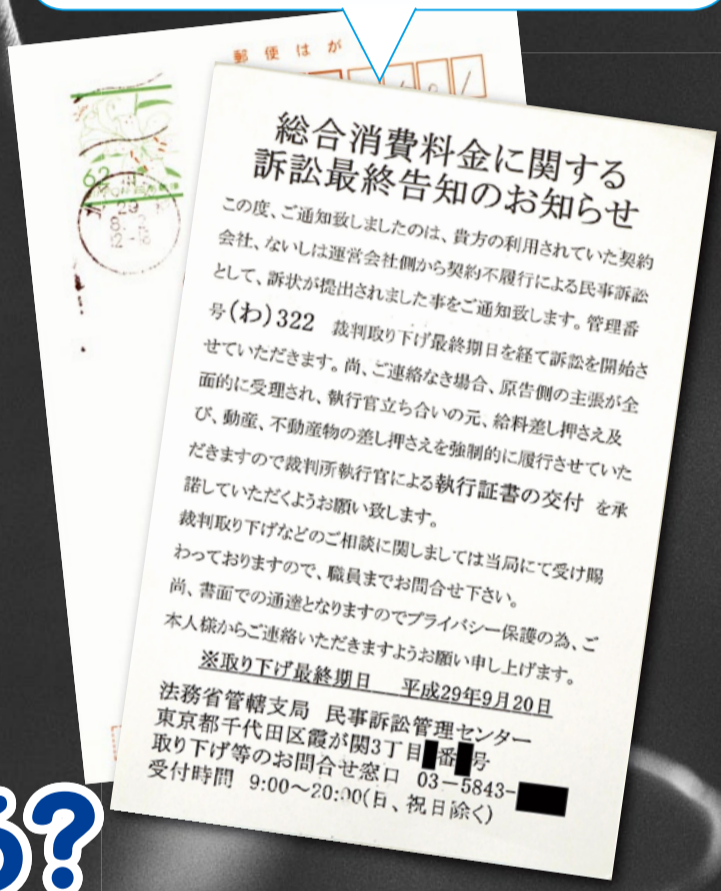 郵便はが
62
総合消費料金に関する
訴訟最終告知のお知らせ
この度、ご通知致しましたのは、貴方の利用されていた契約
会社、ないしは運営会社側から契約不履行による民事訴訟
として、訴状が提出されました事をご通知致します。管理番
号(わ)322 裁判取り下げ最終期日を経て訴訟を開始さ
せていただきます。尚、ご連絡なき場合、原告側の主張が全
面的に受理され、執行官立ち合いの元、給料差し押さえ及
び、動産、不動産物の差し押さえを強制的に履行させていた
だきますので裁判所執行官による執行証書の交付 を承
諾していただくようお願い致します。
裁判取り下げなどのご相談に関しましては当局にて受け賜
わっておりますので、職員までお問合せ下さい。
尚、書面での通達となりますのでプライバシー保護の為、ご
本人様からご連絡いただきますようお願い申し上げます。
※取り下げ最終期日 平成29年9月20日
法務省管轄支局 民事訴訟管理センター
東京都千代田区霞が関3丁目 番 号
取り下げ等のお問合せ窓口 03-5843-
受付時間 9:00~20:00(日、祝日除く)
?